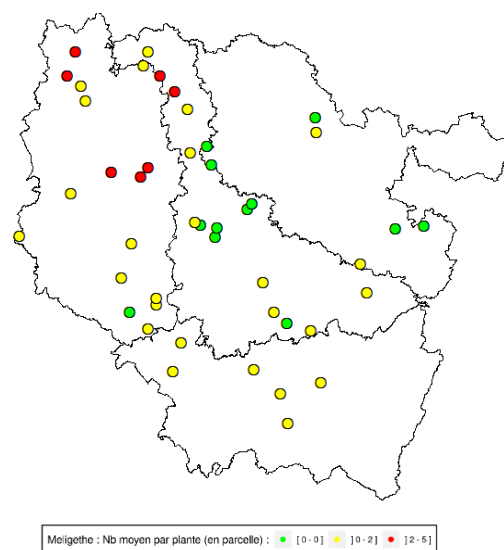 Meligethe : Nb moyen par plante (en parcelle) : [ 0 - 0 ] ] 0 - 2 ] ] 2 - 5 ]